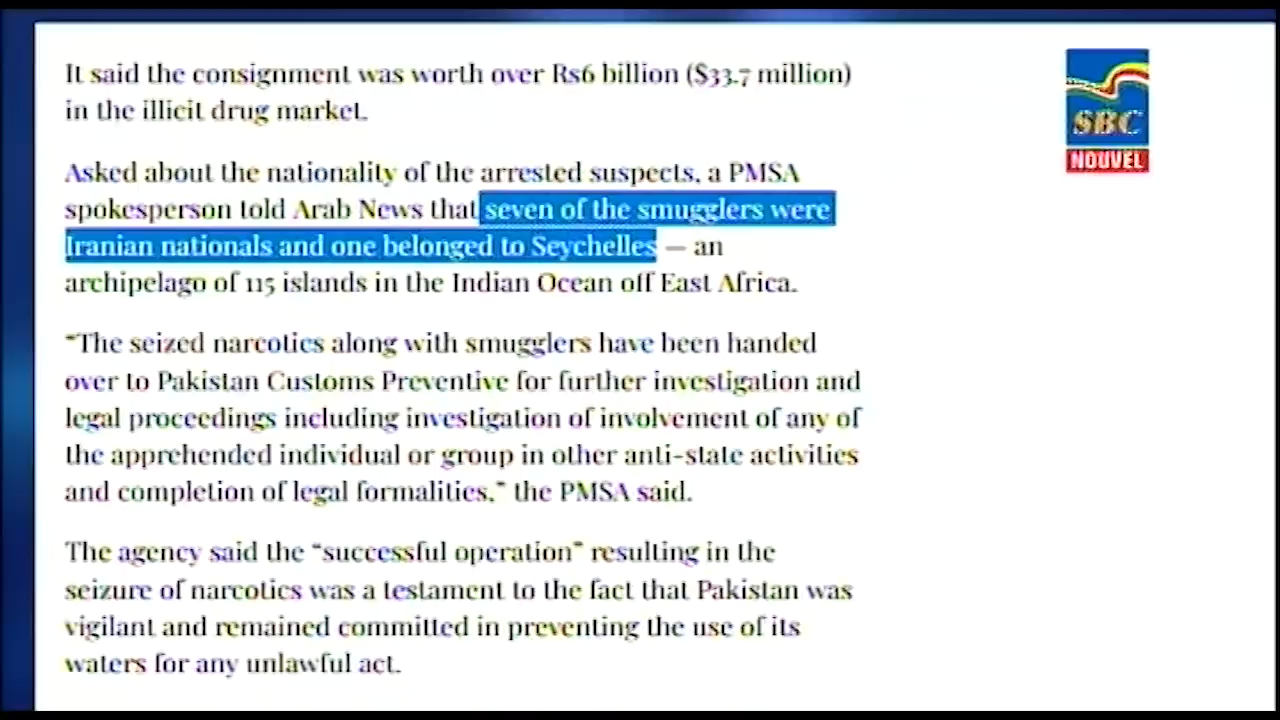 It said the consignment was worth over Rs6 billion ($33.7 million)
in the illicit drug market.
Asked about the nationality of the arrested suspects, a PMSA
spokesperson told Arab News that seven of the smugglers were
Iranian nationals and one belonged to Seychelles — an
archipelago of 115 islands in the Indian Ocean off East Africa.
“The seized narcotics along with smugglers have been handed
over to Pakistan Customs Preventive for further investigation and
legal proceedings including investigation of involvement of any of
the apprehended individual or group in other anti-state activities
and completion of legal formalities,” the PMSA said.
The agency said the “successful operation” resulting in the
seizure of narcotics was a testament to the fact that Pakistan was
vigilant and remained committed in preventing the use of its
waters for any unlawful act.
SBC
NOUVEL